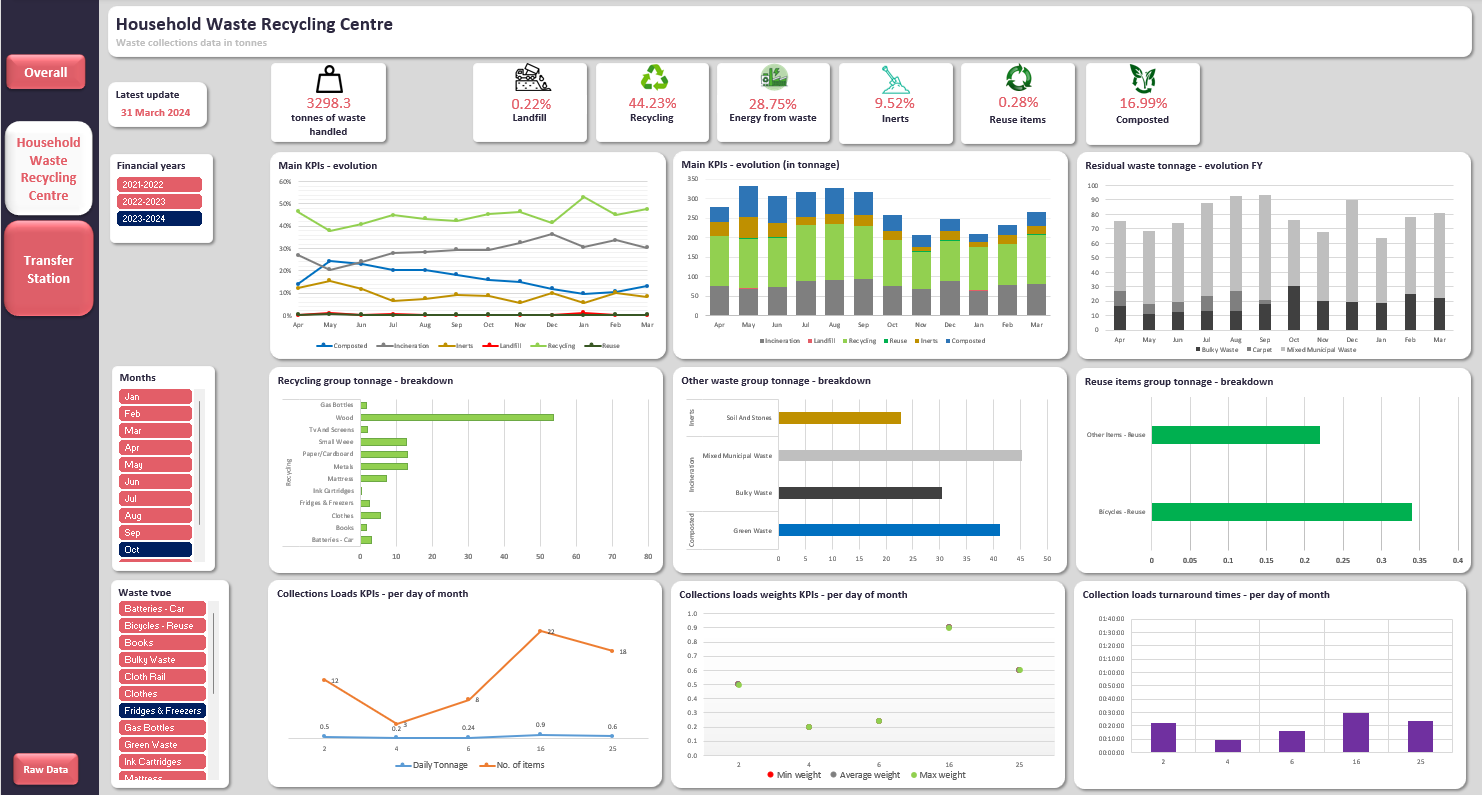 Household Waste Recycling Centre
Waste collections data in tonnes
Overall
Household
Waste
Recycling
Centre
Transfer
Station
Raw Data
Latest update
31 March 2024
3298.3
tonnes of waste
handled
0.22%
Landfill
44.23%
Recycling
28.75%
Energy from waste
9.52%
Inerts
0.28%
Reuse items
16.99%
Composted
Financial years
2021-2022
2022-2023
2023-2024
Main KPIs - evolution
60%
50%
40%
30%
20%
10%
0%
Apr May Jun Jul Aug Sep Oct Nov Dec Jan Feb Mar
Composted Incineration Inerts Landfill Recycling Reuse
Main KPIs - evolution (in tonnage)
350
300
250
200
150
100
50
0
Apr May Jun Jul Aug Sep Oct Nov Dec Jan Feb Mar
Incineration Landfill Recycling Reuse Inerts Composted
Residual waste tonnage - evolution FY
100
90
80
70
60
50
40
30
20
10
0
Apr May Jun Jul Aug Sep Oct Nov Dec Jan Feb Mar
Bulky Waste Carpet Mixed Municipal Waste
Months
Jan
Feb
Mar
Apr
May
Jun
Jul
Aug
Sep
Oct
Recycling group tonnage - breakdown
Recycling
Gas Bottles
Wood
Tv And Screens
Small Weee
Paper/Cardboard
Metals
Mattress
Ink Cartridges
Fridges & Freezers
Clothes
Books
Batteries - Car
0 10 20 30 40 50 60 70 80
Other waste group tonnage - breakdown
Inerts
Soil And Stones
Incineration
Mixed Municipal Waste
Bulky Waste
Composted
Green Waste
0 5 10 15 20 25 30 35 40 45 50
Reuse items group tonnage - breakdown
Other Items - Reuse
Bicycles - Reuse
0 0.05 0.1 0.15 0.2 0.25 0.3 0.35 0.4
Waste type
Batteries - Car
Bicycles - Reuse
Books
Bulky Waste
Cloth Rail
Clothes
Fridges & Freezers
Gas Bottles
Green Waste
Ink Cartridges
Mattress
Collections Loads KPIs - per day of month
12 3 8 22 18
0.5 0.2 0.24 0.9 0.6
2 4 6 16 25
Daily Tonnage No. of items
Collections loads weights KPIs - per day of month
1.0
0.9
0.8
0.7
0.6
0.5
0.4
0.3
0.2
0.1
0.0
2 4 6 16 25
Min weight Average weight Max weight
Collection loads turnaround times - per day of month
01:40:00
01:30:00
01:20:00
01:10:00
01:00:00
00:50:00
00:40:00
00:30:00
00:20:00
00:10:00
00:00:00
2 4 6 16 25